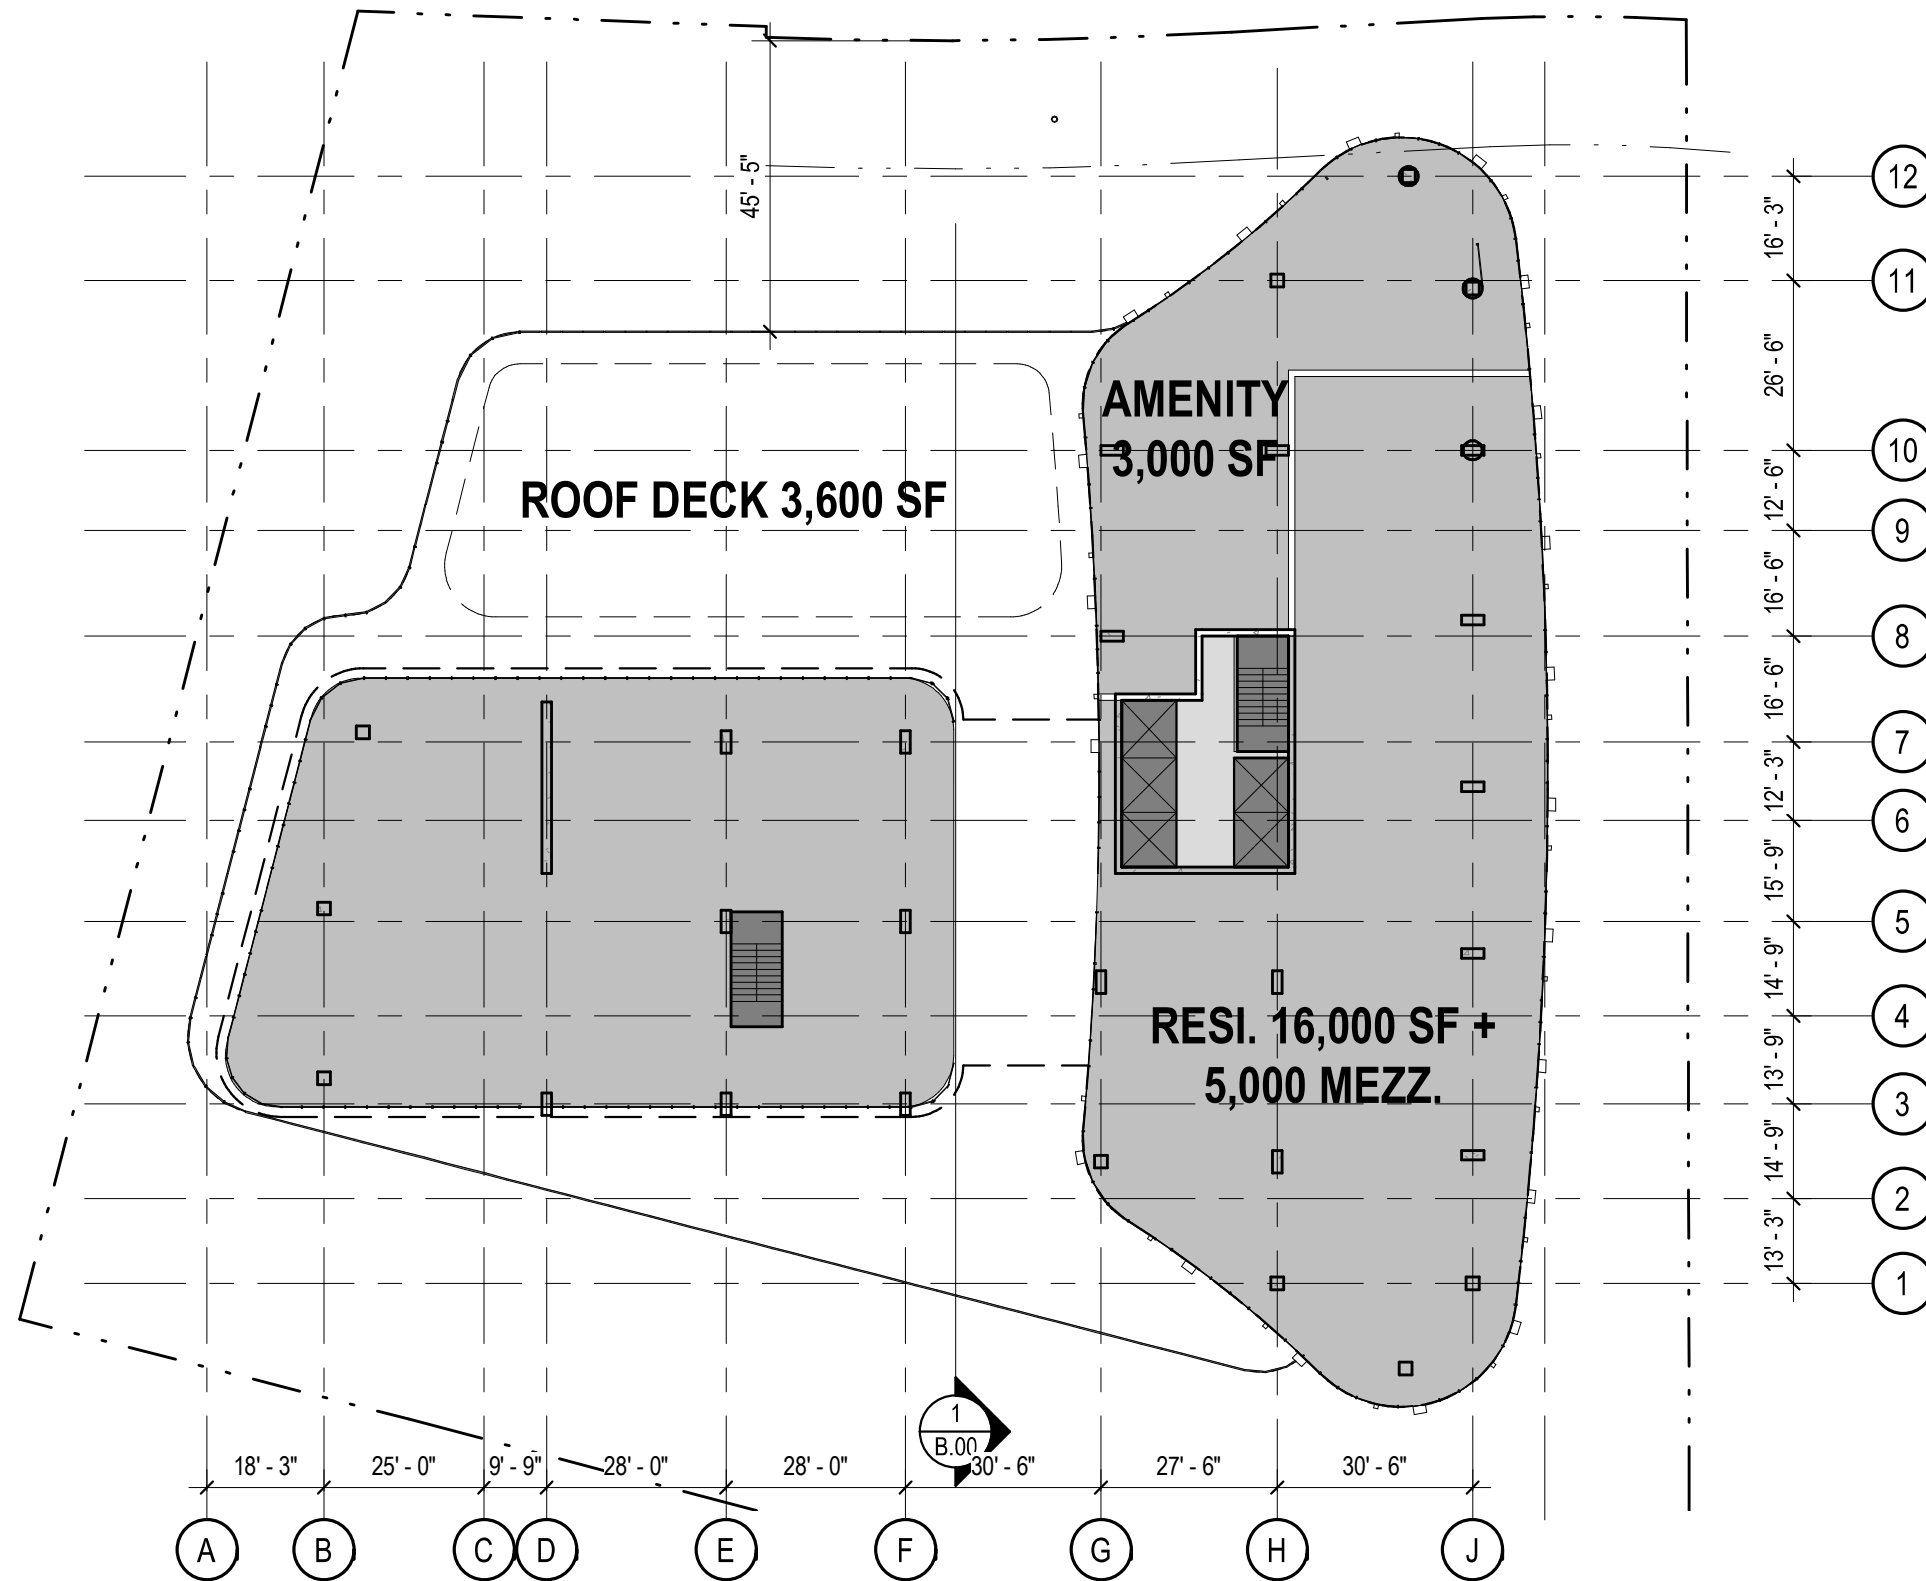 12
16' - 3"
45' - 5"
11
26' - 6"
AMENITY
3,000 SF
10
ROOF DECK 3,600 SF
12' - 6"
9
16' - 6"
8
16' - 6"
7
12' - 3"
6
15' - 9"
5
14' - 9"
RESI. 16,000 SF +
5,000 MEZZ.
4
13' - 9"
3
14' - 9"
2
13' - 3"
1
1
B.00
18' - 3"
25' - 0"
9' - 9"
28' - 0"
28' - 0"
30' - 6"
27' - 6"
30' - 6"
A
B
C
D
E
F
G
H
J